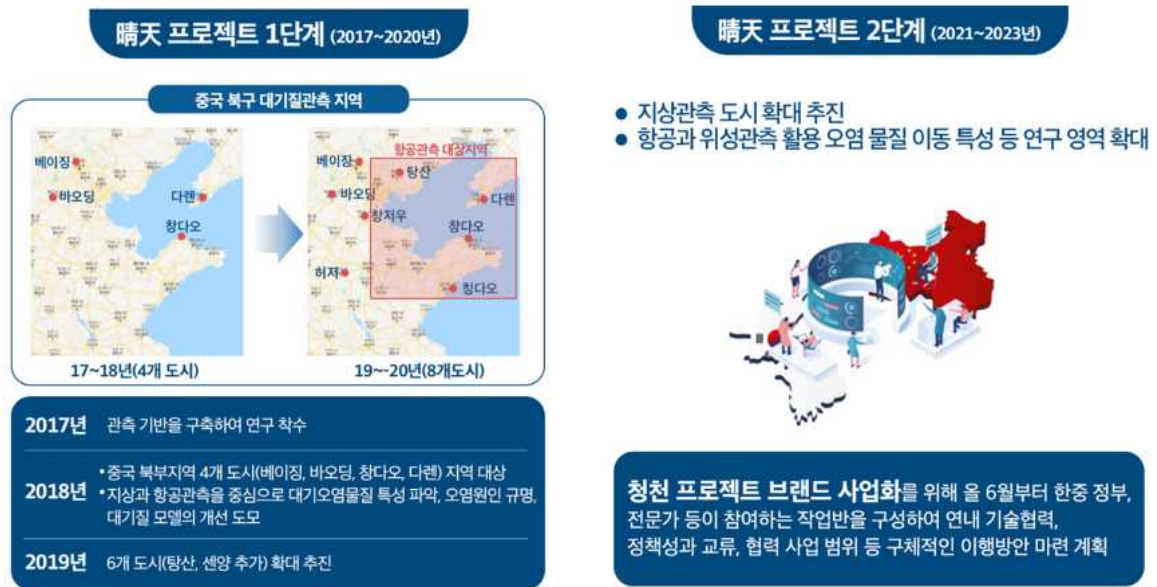 晴天 프로젝트 1단계 (2017~2020년)
중국 북구 대기질관측 지역
베이징
바오딩
다렌
창다오
17~18년(4개 도시)
항공관측 대상지역
베이징
탕산
바오딩
다렌
창저우
창다오
허저
칭다오
19~-20년(8개도시)
2017년 관측 기반을 구축하여 연구 착수
2018년
• 중국 북부지역 4개 도시(베이징, 바오딩, 창다오, 다렌) 지역 대상
• 지상과 항공관측을 중심으로 대기오염물질 특성 파악, 오염원인 규명,
대기질 모델의 개선 도모
2019년 6개 도시(탕산, 센양 추가) 확대 추진
晴天 프로젝트 2단계 (2021~2023년)
● 지상관측 도시 확대 추진
● 항공과 위성관측 활용 오염 물질 이동 특성 등 연구 영역 확대
청천 프로젝트 브랜드 사업화를 위해 올 6월부터 한중 정부,
전문가 등이 참여하는 작업반을 구성하여 연내 기술협력,
정책성과 교류, 협력 사업 범위 등 구체적인 이행방안 마련 계획